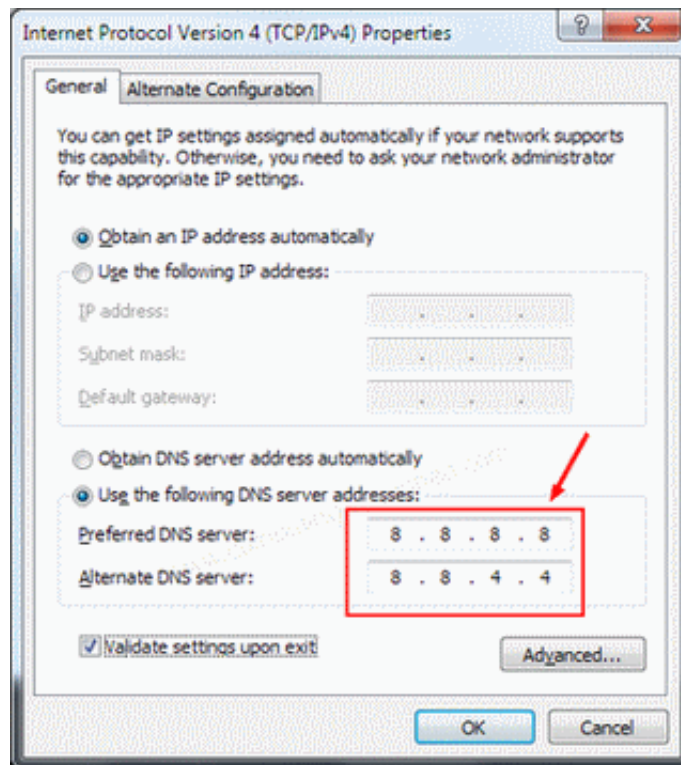 Internet Protocol Version 4 (TCP/IPv4) Properties
General
Alternate Configuration
You can get IP settings assigned automatically if your network supports
this capability. Otherwise, you need to ask your network administrator
for the appropriate IP settings.
Obtain an IP address automatically
Use the following IP address:
IP address:
Subnet mask:
Default gateway:
Obtain DNS server address automatically
Use the following DNS server addresses:
Preferred DNS server: 8 . 8 . 8 . 8
Alternate DNS server: 8 . 8 . 4 . 4
Validate settings upon exit
Advanced...
OK Cancel